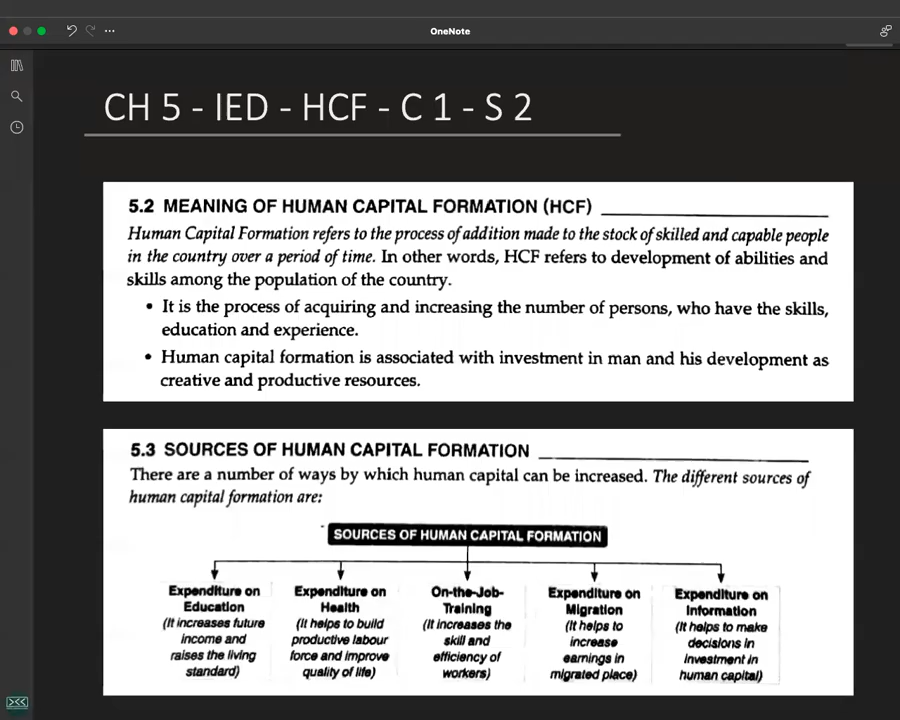 OneNote
CH 5 - IED - HCF - C 1 - S 2
5.2 MEANING OF HUMAN CAPITAL FORMATION (HCF)
Human Capital Formation refers to the process of addition made to the stock of skilled and capable people
in the country over a period of time. In other words, HCF refers to development of abilities and
skills among the population of the country.
• It is the process of acquiring and increasing the number of persons, who have the skills,
education and experience.
• Human capital formation is associated with investment in man and his development as
creative and productive resources.
5.3 SOURCES OF HUMAN CAPITAL FORMATION
There are a number of ways by which human capital can be increased. The different sources of
human capital formation are:
SOURCES OF HUMAN CAPITAL FORMATION
Expenditure on
Education
(It increases future
income and
raises the living
standard)
Expenditure on
Health
(It helps to build
productive labour
force and improve
quality of life)
On-the-Job-
Training
(It increases the
skill and
efficiency of
workers)
Expenditure on
Migration
(It helps to
increase
earnings in
migrated place)
Expenditure on
Information
(It helps to make
decisions in
investment in
human capital)